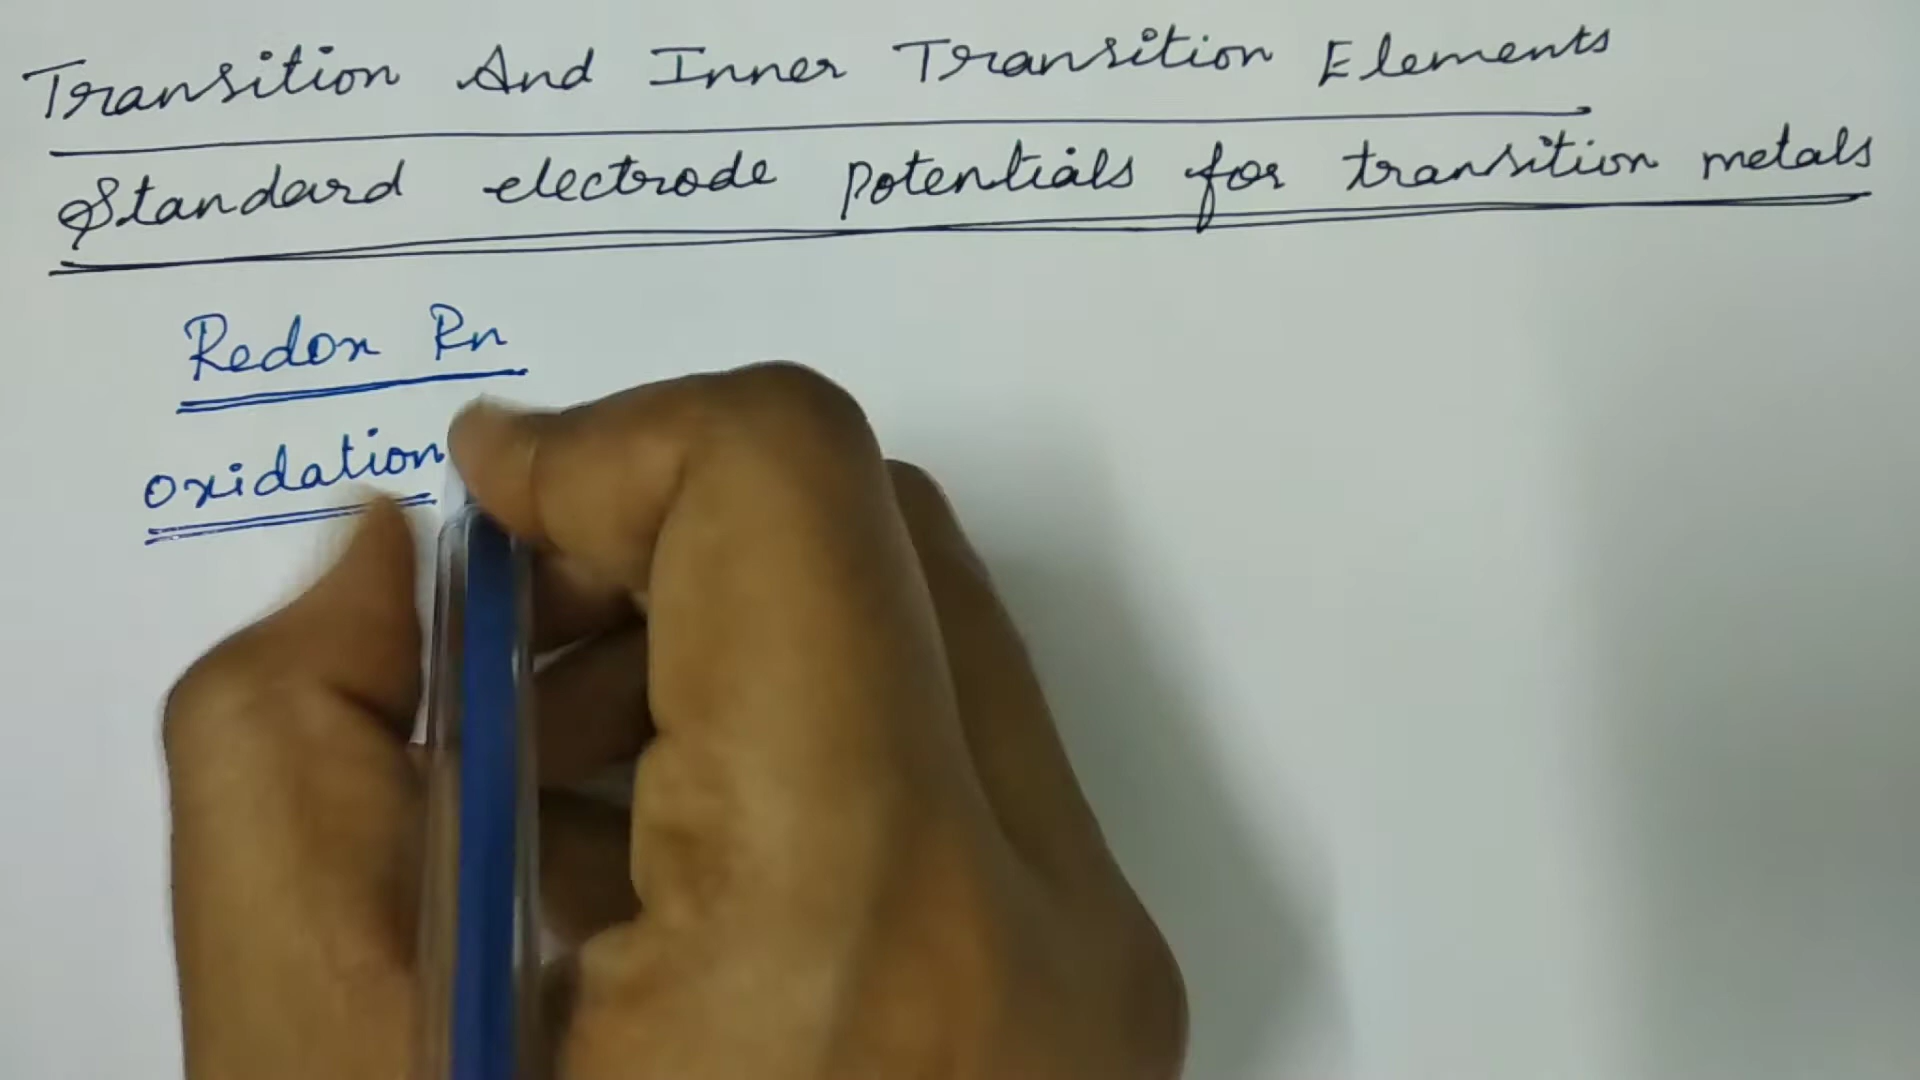 Transition And Inner Transition Elements
Standard electrode potentials for transition metals
Redox Rn
oxidation